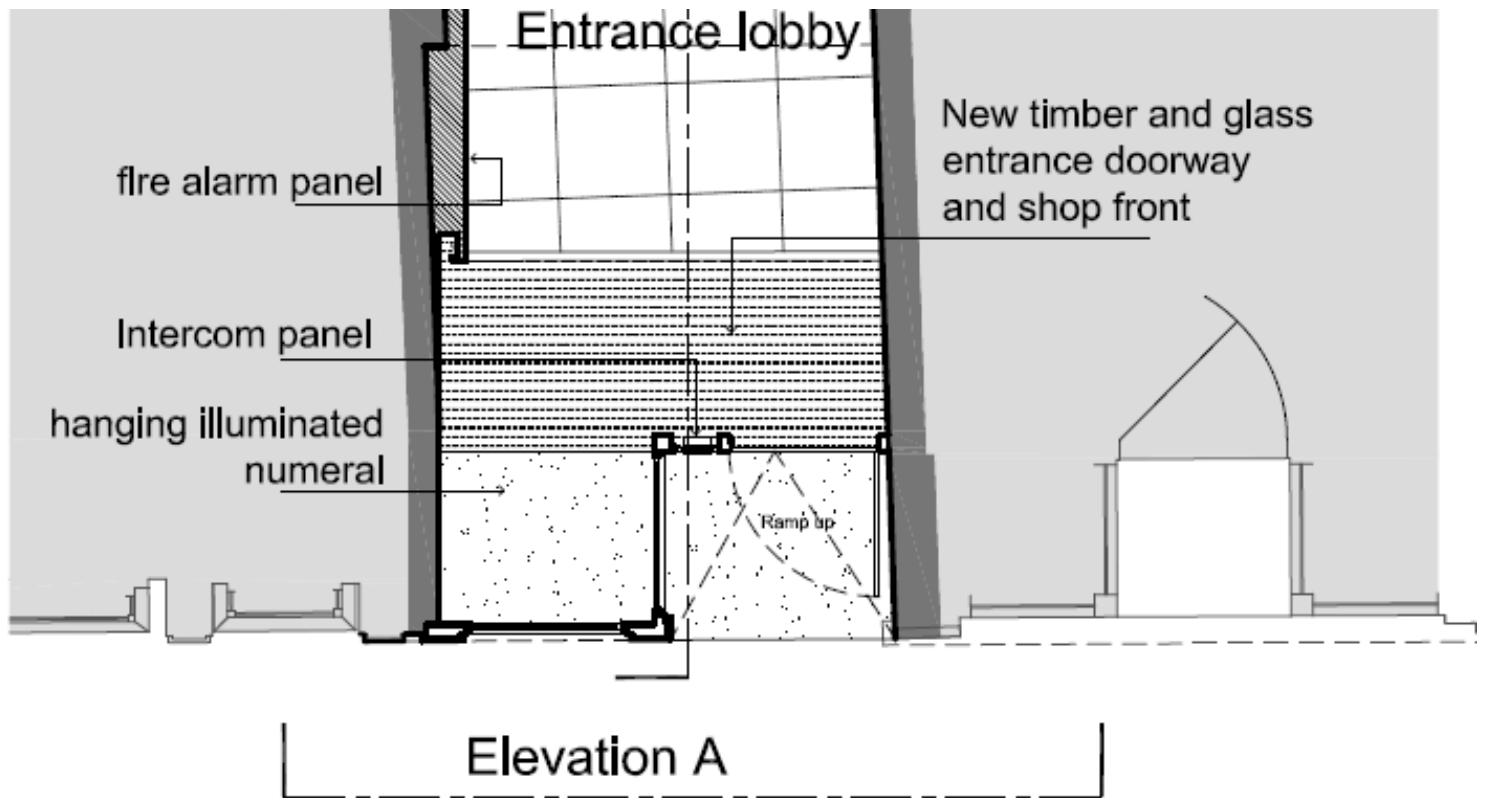 Entrance lobby
New timber and glass
entrance doorway
and shop front
fire alarm panel
Intercom panel
hanging illuminated
numeral
Ramp up
Elevation A